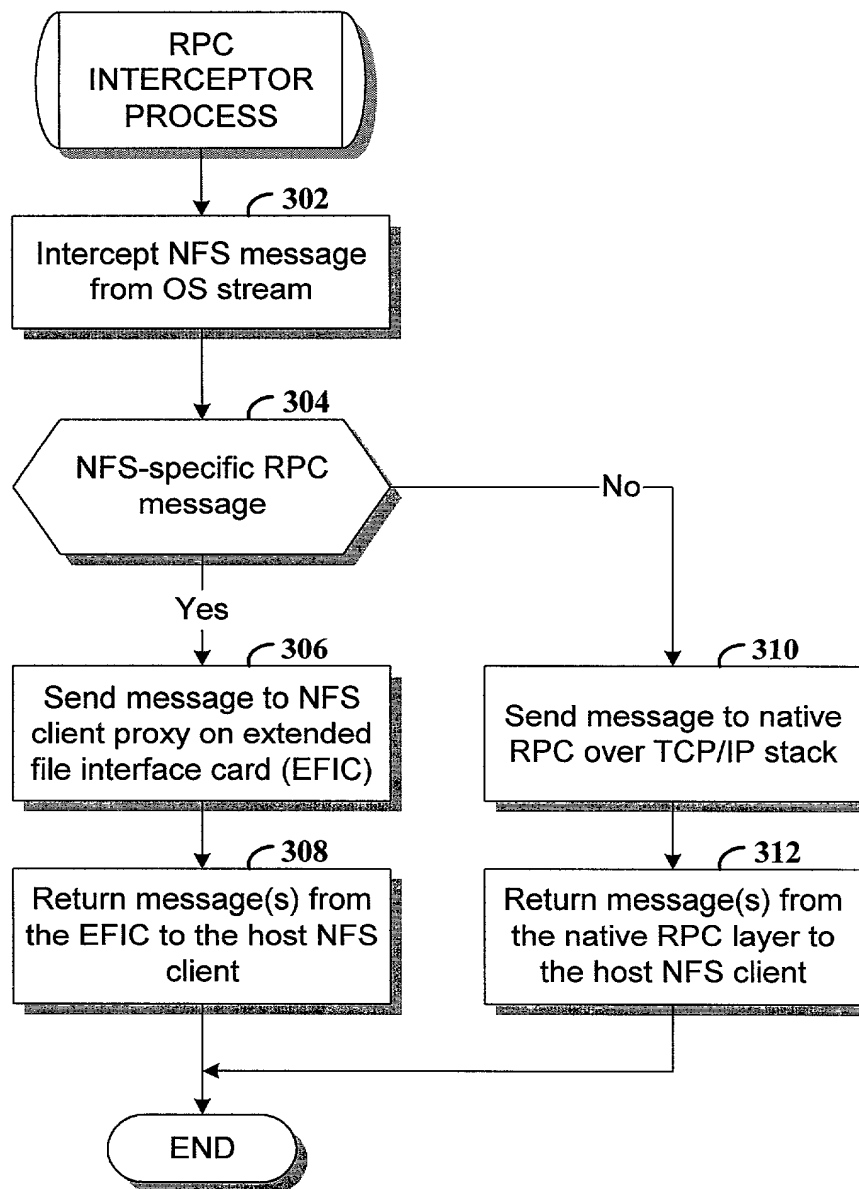 RPC
INTERCEPTOR
PROCESS
302
Intercept NFS message
from OS stream
304
NFS-specific RPC
message
No
Yes
306
Send message to NFS
client proxy on extended
file interface card (EFIC)
310
Send message to native
RPC over TCP/IP stack
308
Return message(s) from
the EFIC to the host NFS
client
312
Return message(s) from
the native RPC layer to
the host NFS client
END